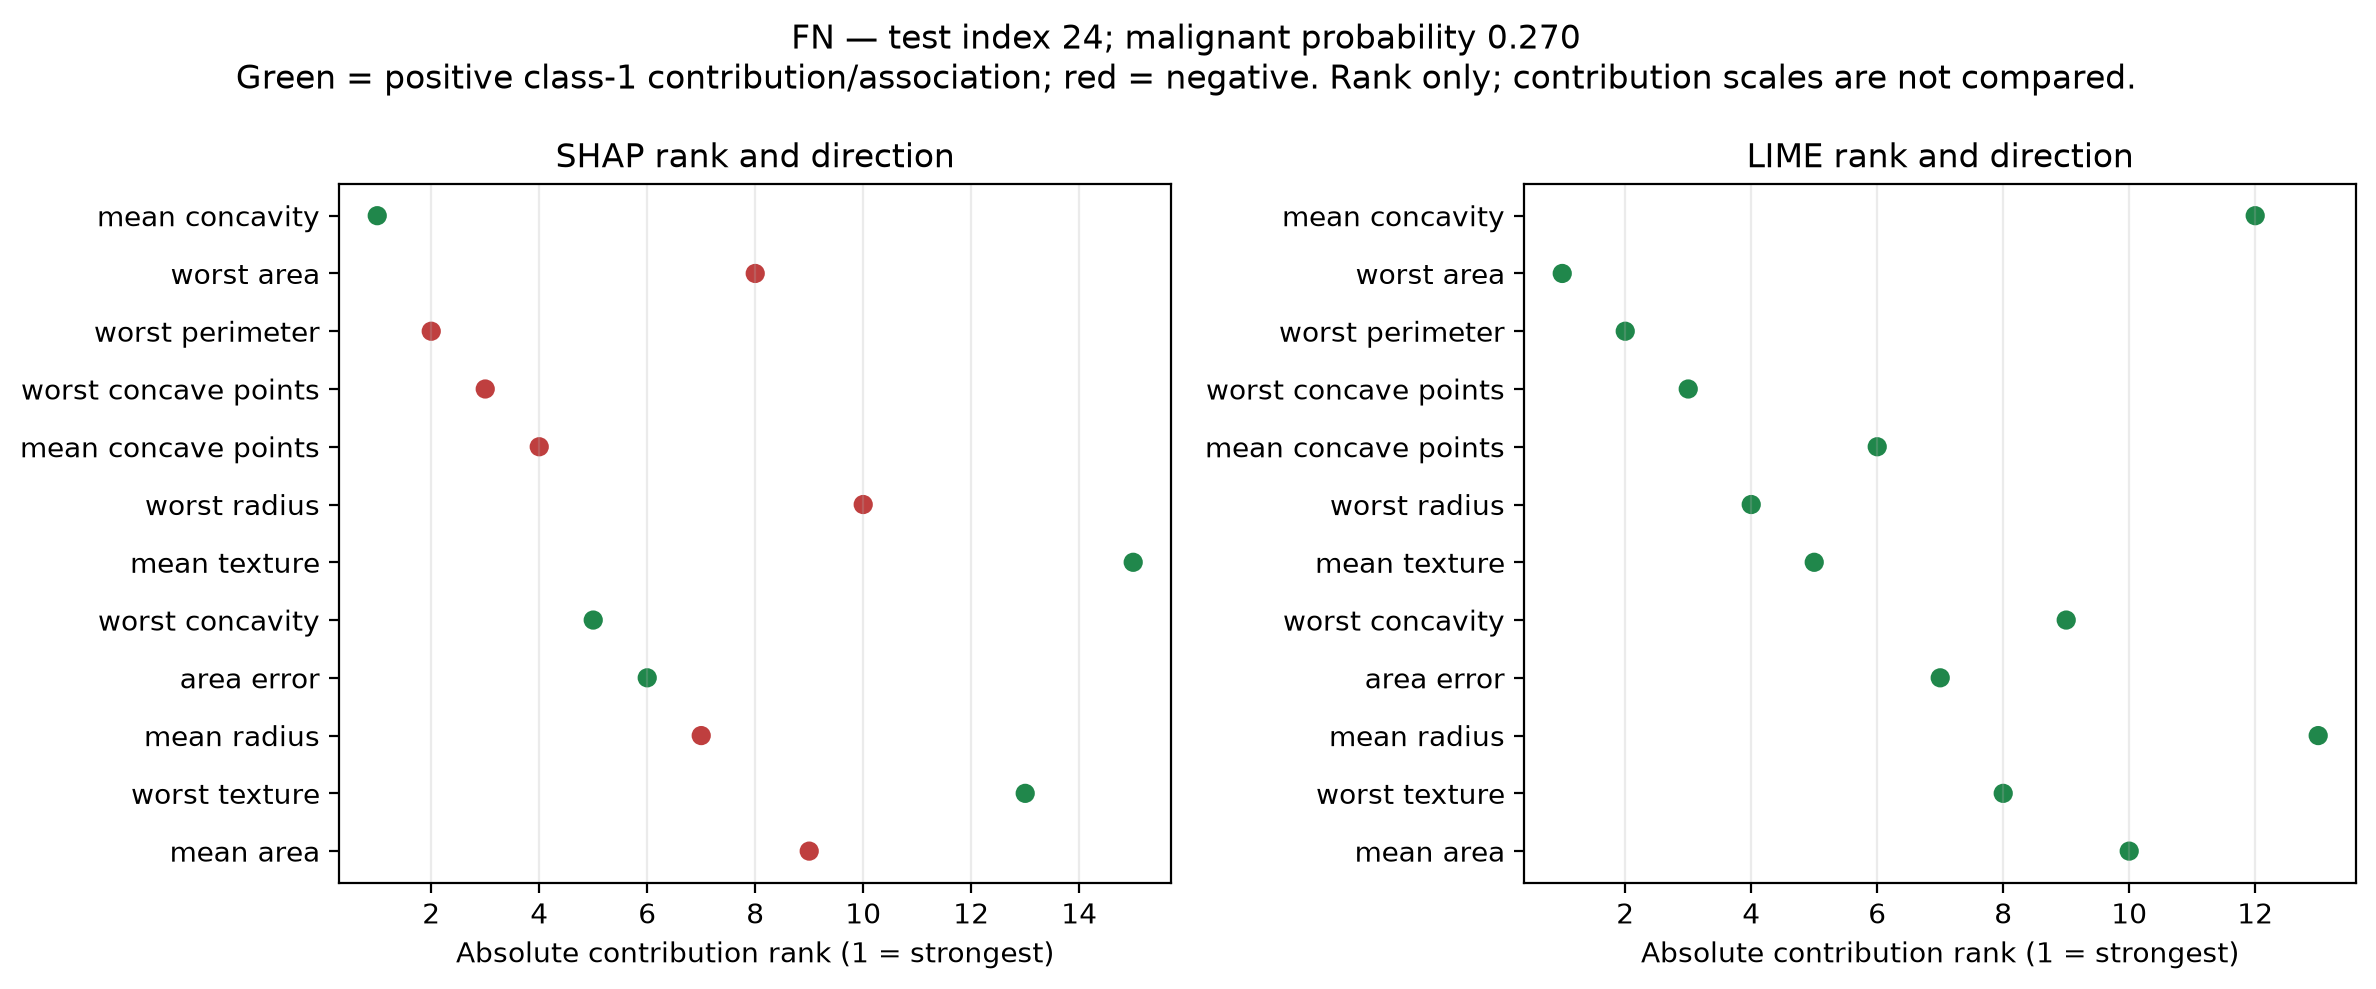 FN — test index 24; malignant probability 0.270
Green = positive class-1 contribution/association; red = negative. Rank only; contribution scales are not compared.
SHAP rank and direction
mean concavity
worst area
worst perimeter
worst concave points
mean concave points
worst radius
mean texture
worst concavity
area error
mean radius
worst texture
mean area
2 4 6 8 10 12 14
Absolute contribution rank (1 = strongest)
LIME rank and direction
mean concavity
worst area
worst perimeter
worst concave points
mean concave points
worst radius
mean texture
worst concavity
area error
mean radius
worst texture
mean area
2 4 6 8 10 12
Absolute contribution rank (1 = strongest)